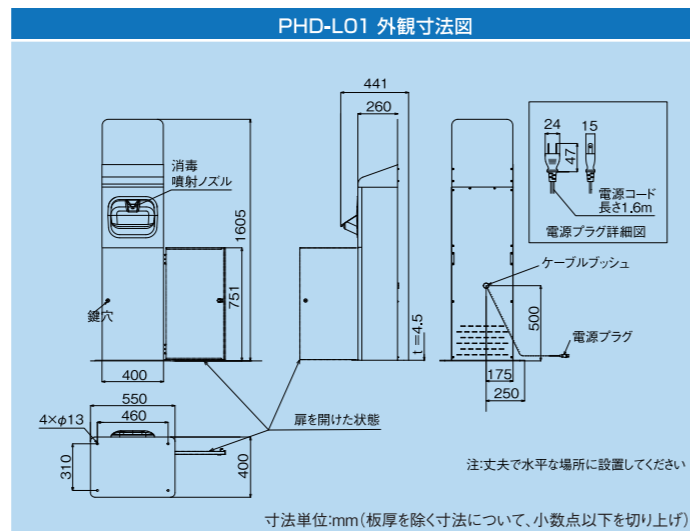 PHD-L01 外観寸法図
441
260
24
15
47
電源コード
長さ1.6m
電源プラグ詳細図
消毒
噴射ノズル
1605
751
鍵穴
400
t=4.5
ケーブルブッシュ
500
電源プラグ
175
250
550
460
4×φ13
310
400
扉を開けた状態
注:丈夫で水平な場所に設置してください
寸法単位:mm(板厚を除く寸法について、小数点以下を切り上げ)